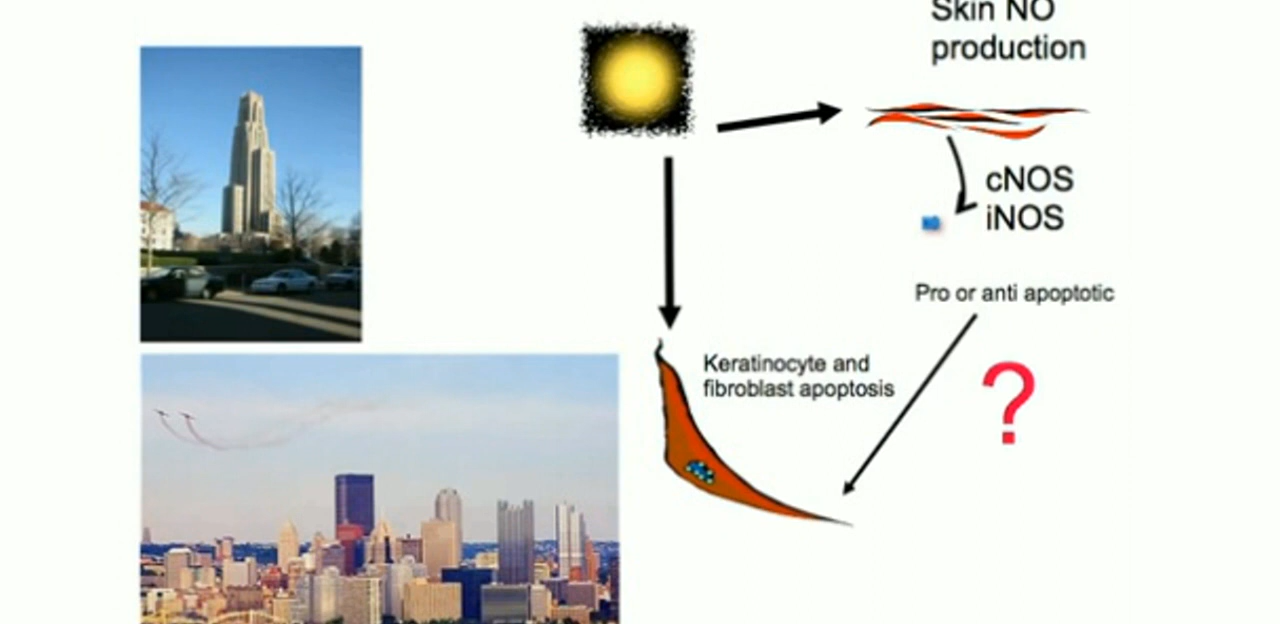 Skin NO
production
cNOS
iNOS
Pro or anti apoptotic
Keratinocyte and
fibroblast apoptosis
?